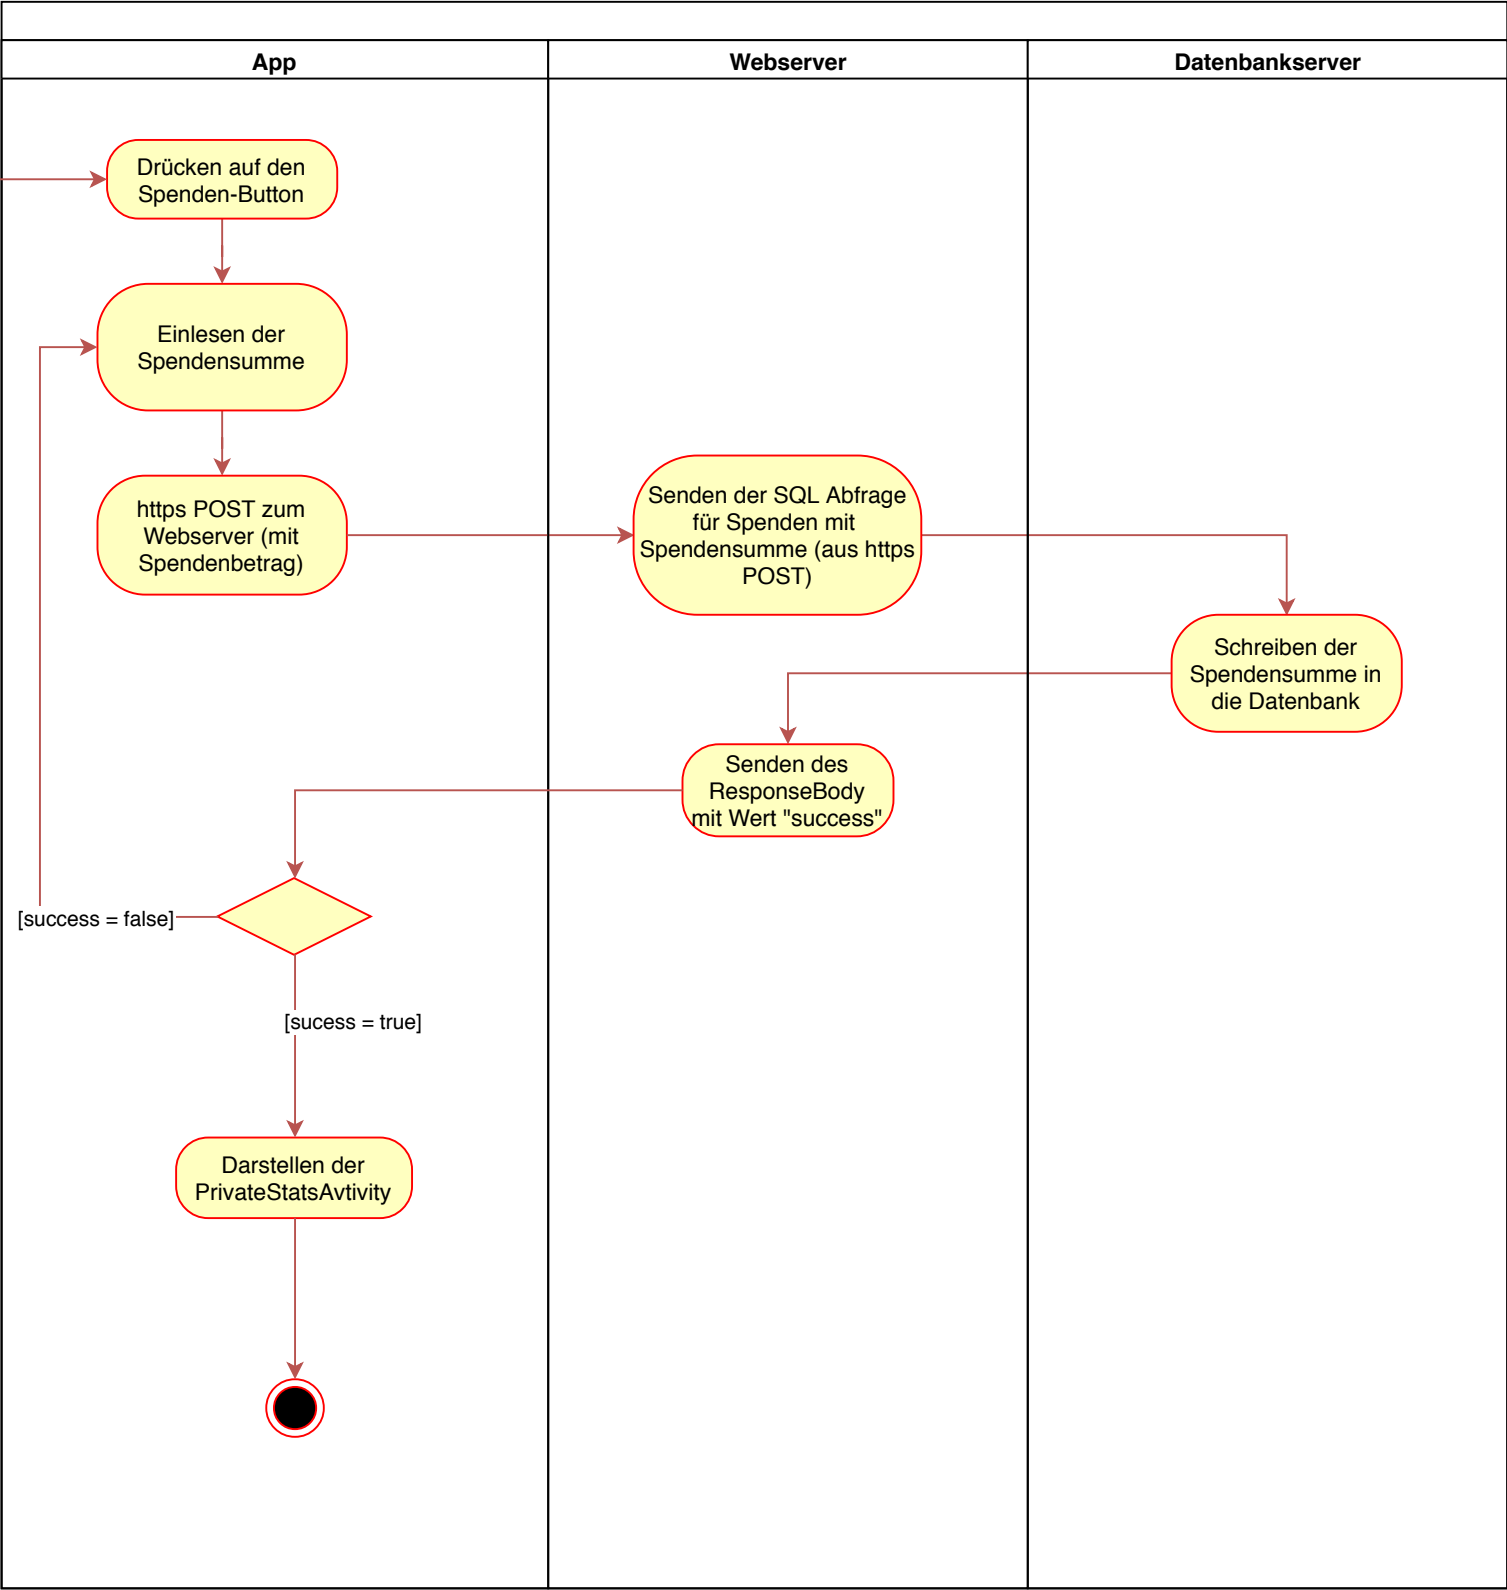 App
Webserver
Datenbankserver
Drücken auf den
Spenden-Button
Einlesen der
Spendensumme
https POST zum
Webserver (mit
Spendenbetrag)
Senden der SQL Abfrage
für Spenden mit
Spendensumme (aus https
POST)
Schreiben der
Spendensumme in
die Datenbank
Senden des
ResponseBody
mit Wert "success"
[success = false]
[sucess = true]
Darstellen der
PrivateStatsAvtivity